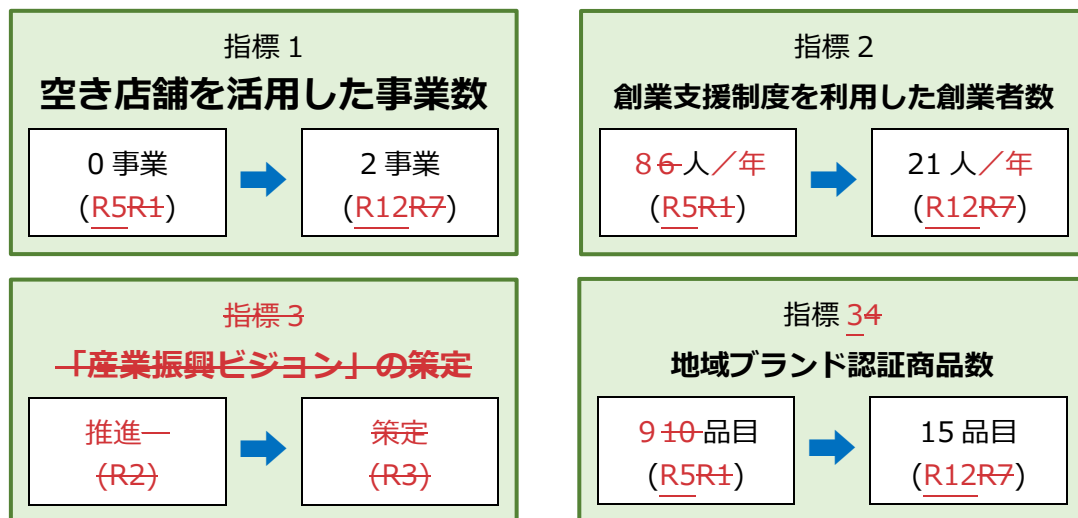 指標 1
空き店舗を活用した事業数
0 事業
(R5R1)
2 事業
(R12R7)
指標 2
創業支援制度を利用した創業者数
8 6 人／年
(R5R1)
21 人／年
(R12R7)
指標 3
「産業振興ビジョン」の策定
推進
(R2)
策定
(R3)
指標 34
地域ブランド認証商品数
9 10 品目
(R5R1)
15 品目
(R12R7)